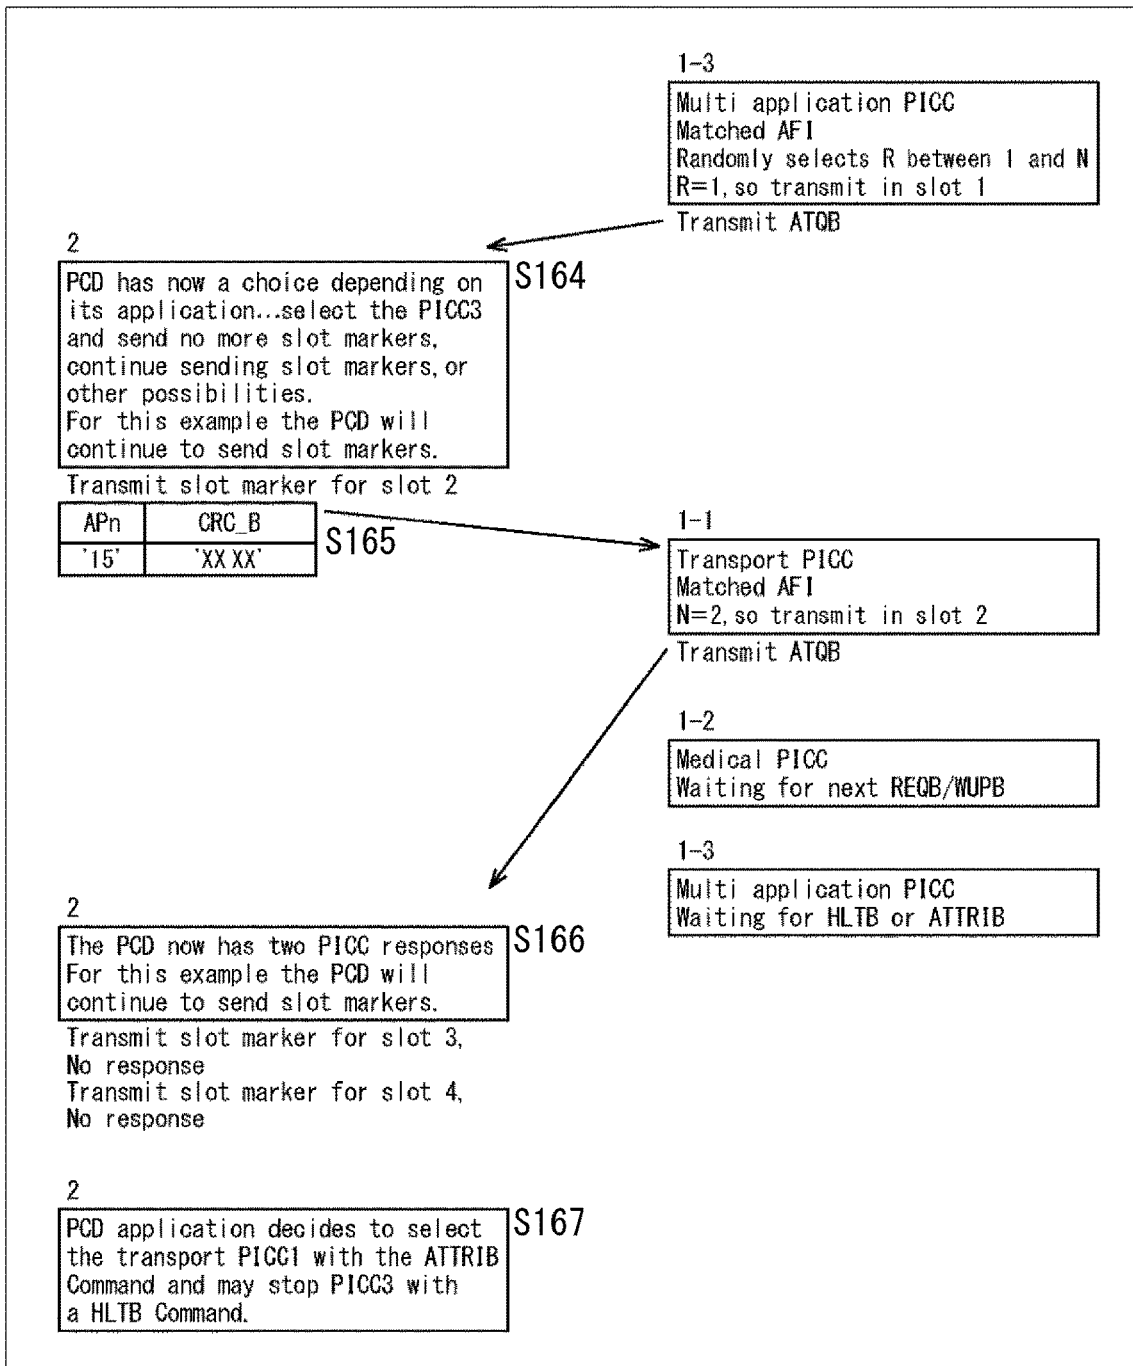 1-3
Multi application PICC
Matched AFI
Randomly selects R between 1 and N
R=1, so transmit in slot 1
Transmit ATQB
2
PCD has now a choice depending on
its application...select the PICC3
and send no more slot markers,
continue sending slot markers, or
other possibilities.
For this example the PCD will
continue to send slot markers.
S164
Transmit slot marker for slot 2
APn CRC_B
'15' 'XX XX'
S165
1-1
Transport PICC
Matched AFI
N=2, so transmit in slot 2
Transmit ATQB
1-2
Medical PICC
Waiting for next REQB/WUPB
1-3
Multi application PICC
Waiting for HLTB or ATTRIB
2
The PCD now has two PICC responses
For this example the PCD will
continue to send slot markers.
S166
Transmit slot marker for slot 3,
No response
Transmit slot marker for slot 4,
No response
2
PCD application decides to select
the transport PICC1 with the ATTRIB
Command and may stop PICC3 with
a HLTB Command.
S167